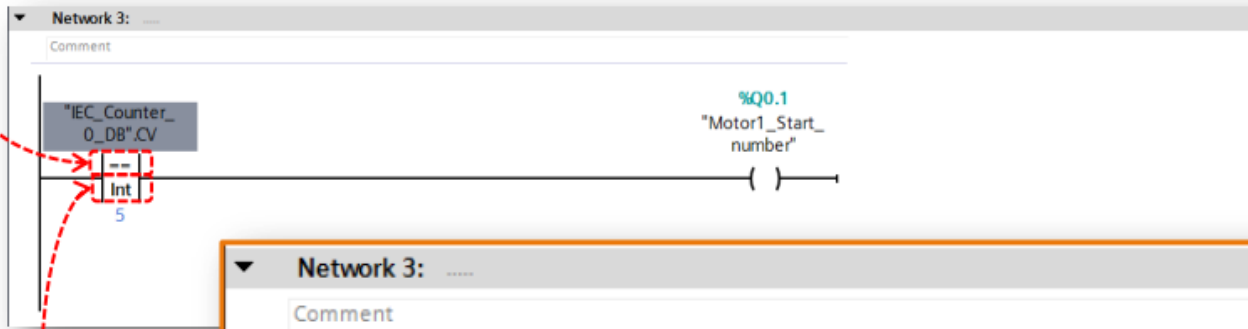 Network 3: .....
Comment
"IEC_Counter_
0_DB".CV
==
Int
5
%Q0.1
"Motor1_Start_
number"
( )
Network 3: .....
Comment